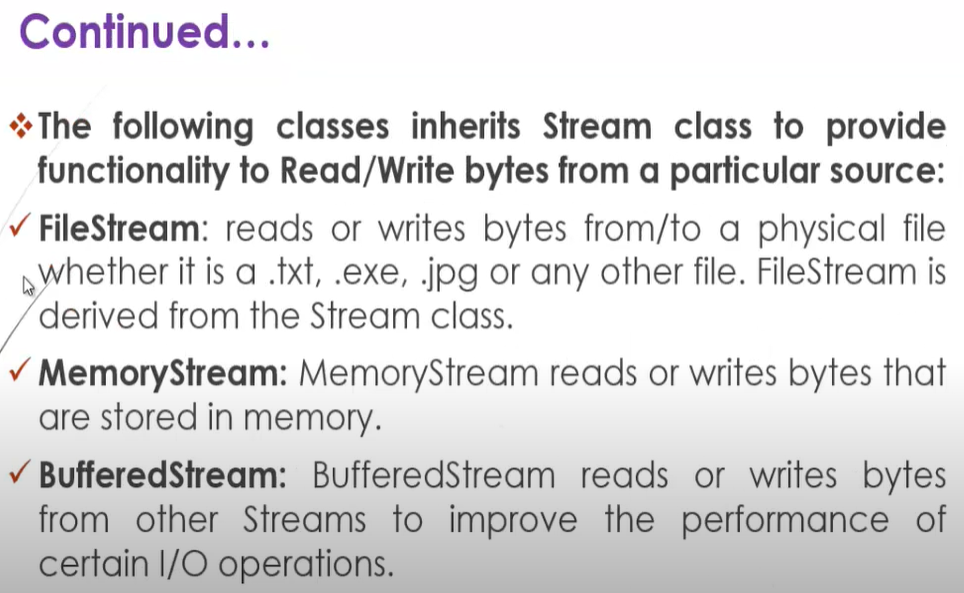 Continued...
The following classes inherits Stream class to provide
functionality to Read/Write bytes from a particular source:
FileStream: reads or writes bytes from/to a physical file
whether it is a .txt, .exe, .jpg or any other file. FileStream is
derived from the Stream class.
MemoryStream: MemoryStream reads or writes bytes that
are stored in memory.
BufferedStream: BufferedStream reads or writes bytes
from other Streams to improve the performance of
certain I/O operations.